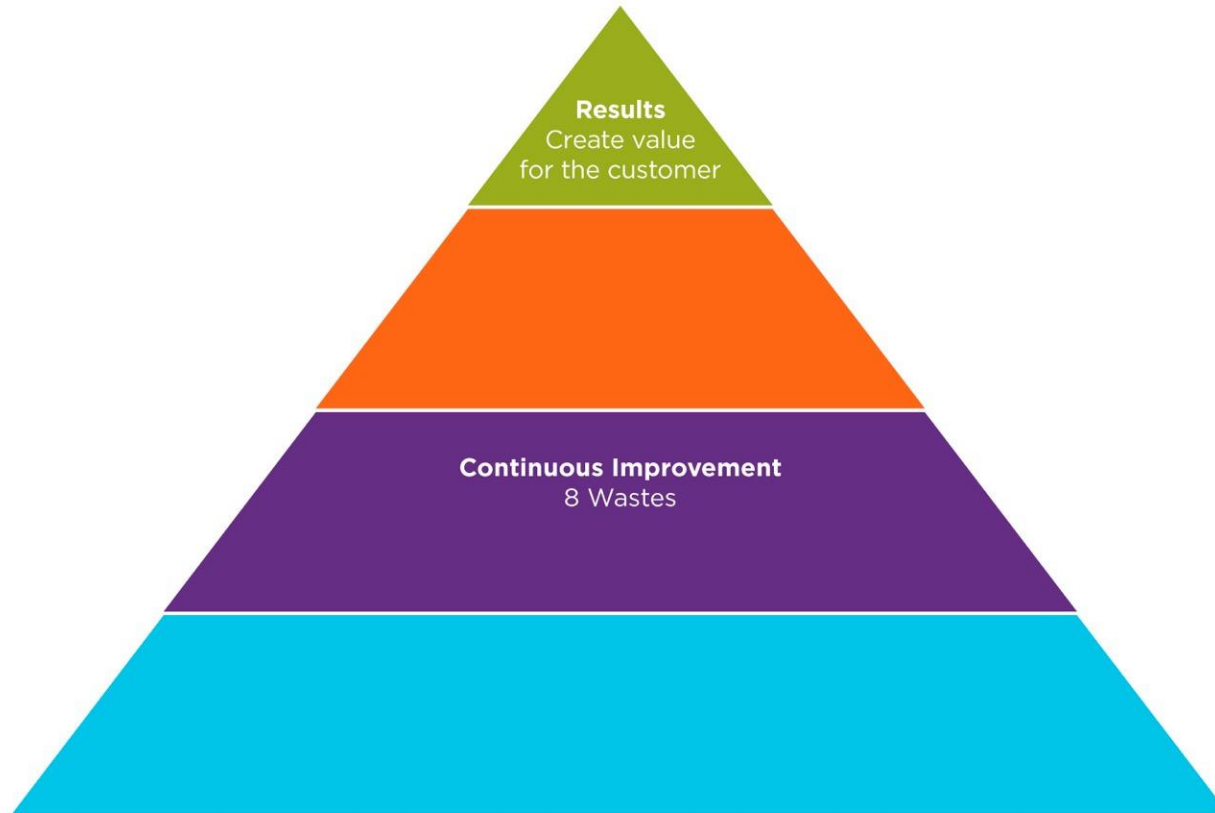 Results
Create value
for the customer
Continuous Improvement
8 Wastes